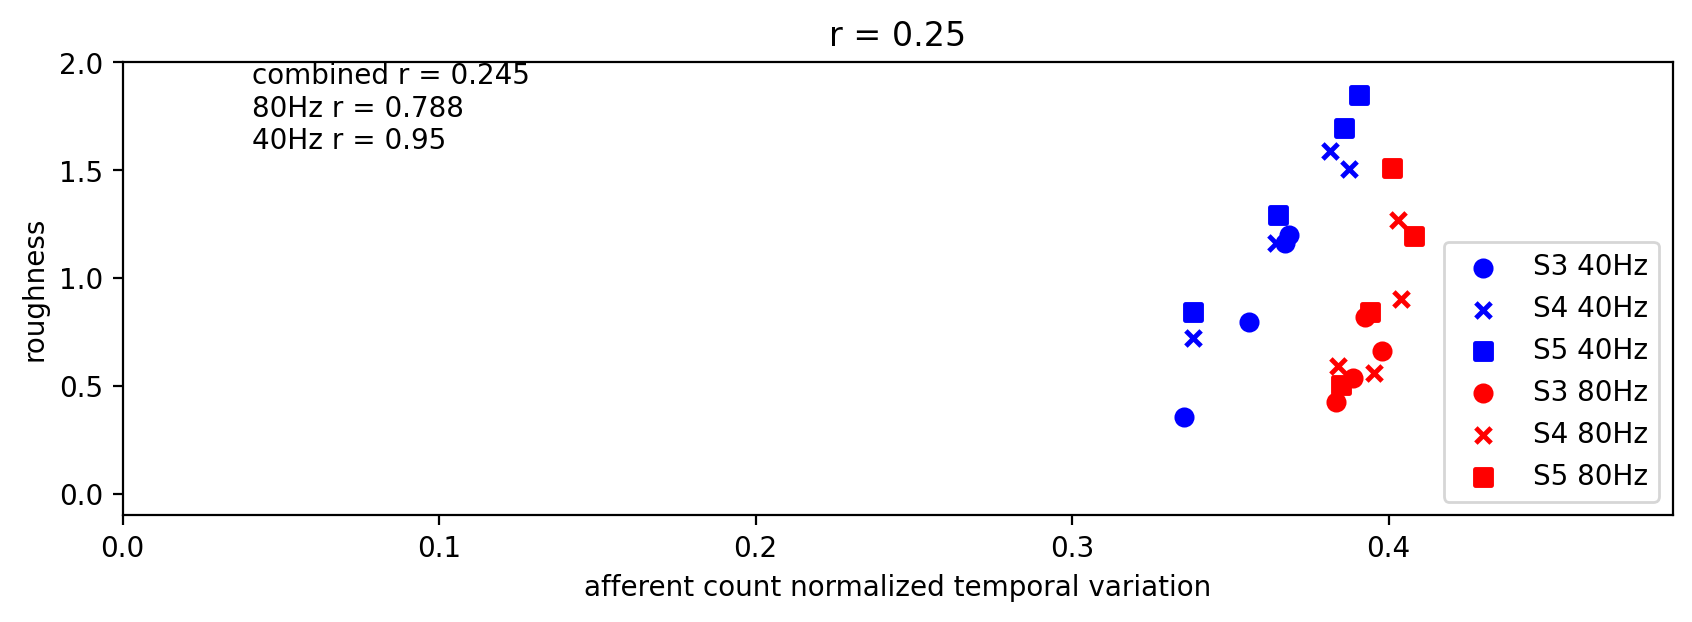 r = 0.25
combined r = 0.245
80Hz r = 0.788
40Hz r = 0.95
2.0
1.5
1.0
0.5
0.0
roughness
S3 40Hz
S4 40Hz
S5 40Hz
S3 80Hz
S4 80Hz
S5 80Hz
0.0 0.1 0.2 0.3 0.4
afferent count normalized temporal variation